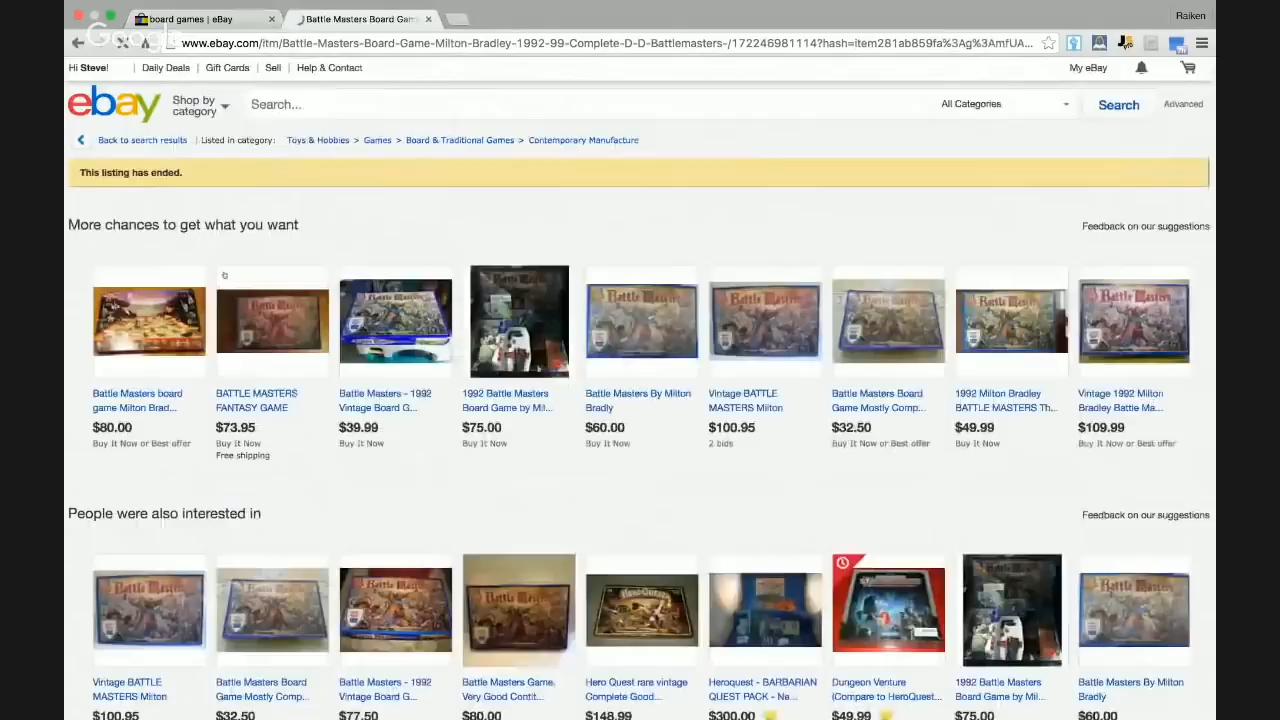 board games | eBay
Battle Masters Board Gam
Raiken
Google
www.ebay.com/itm/Battle-Masters-Board-Game-Milton-Bradley-1992-99-Complete-D-D-Battlemasters-/172246981114?hash=item281ab859fa%3Ag%3AmfUA...
Hi Steve!
Daily Deals
Gift Cards
Sell
Help & Contact
My eBay
ebay
Shop by category
Search...
All Categories
Search
Advanced
Back to search results
Listed in category:
Toys & Hobbies > Games > Board & Traditional Games > Contemporary Manufacture
This listing has ended.
More chances to get what you want
Feedback on our suggestions
Battle Masters board
game Milton Brad...
$80.00
Buy It Now or Best offer
BATTLE MASTERS
FANTASY GAME
$73.95
Buy It Now
Free shipping
Battle Masters - 1992
Vintage Board G...
$39.99
Buy It Now
1992 Battle Masters
Board Game by Mil...
$75.00
Buy It Now
Battle Masters By Milton
Bradly
$60.00
Buy It Now
Vintage BATTLE
MASTERS Milton
$100.95
2 bids
Battle Masters Board
Game Mostly Comp...
$32.50
Buy It Now or Best offer
1992 Milton Bradley
BATTLE MASTERS Th...
$49.99
Buy It Now
Vintage 1992 Milton
Bradley Battle Ma...
$109.99
Buy It Now or Best offer
People were also interested in
Feedback on our suggestions
Vintage BATTLE
MASTERS Milton
$100.95
Battle Masters Board
Game Mostly Comp...
$32.50
Battle Masters - 1992
Vintage Board G...
$77.50
Battle Masters Game.
Very Good Contit...
$80.00
Hero Quest rare vintage
Complete Good...
$148.99
Heroquest - BARBARIAN
QUEST PACK - Ne...
$300.00
Dungeon Venture
(Compare to HeroQuest...
$49.99
1992 Battle Masters
Board Game by Mil...
$75.00
Battle Masters By Milton
Bradly
$60.00